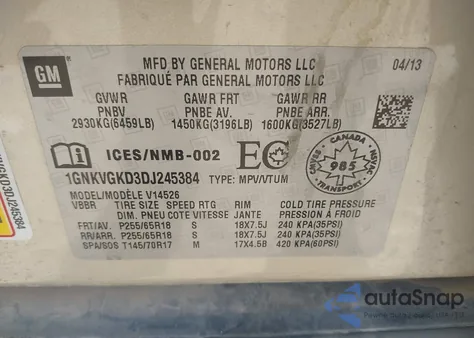 GM
MFD BY GENERAL MOTORS LLC
FABRIQUÉ PAR GENERAL MOTORS LLC
04/13
GVWR GAWR FRT GAWR RR
PNBV PNBE AV. PNBE ARR.
2930KG(6459LB) 1450KG(3196LB) 1600KG(3527LB)
ICES/NMB-002 EC
CANADA
CMVSS
985
NSVAC
1GNKVGKD3DJ245384 TYPE: MPV/VTUM
MODEL/MODÈLE V14526
VBBR TIRE SIZE SPEED RTG RIM COLD TIRE PRESSURE
DIM. PNEU COTE VITESSE JANTE PRESSION À FROID
FRT/AV. P255/65R18 S 18X7.5J 240 KPA(35PSI)
RR/ARR. P255/65R18 S 18X7.5J 240 KPA(35PSI)
SPA/SOS T145/70R17 M 17X4.5B 420 KPA(60PSI)
GKD3DJ245384
autoSnap